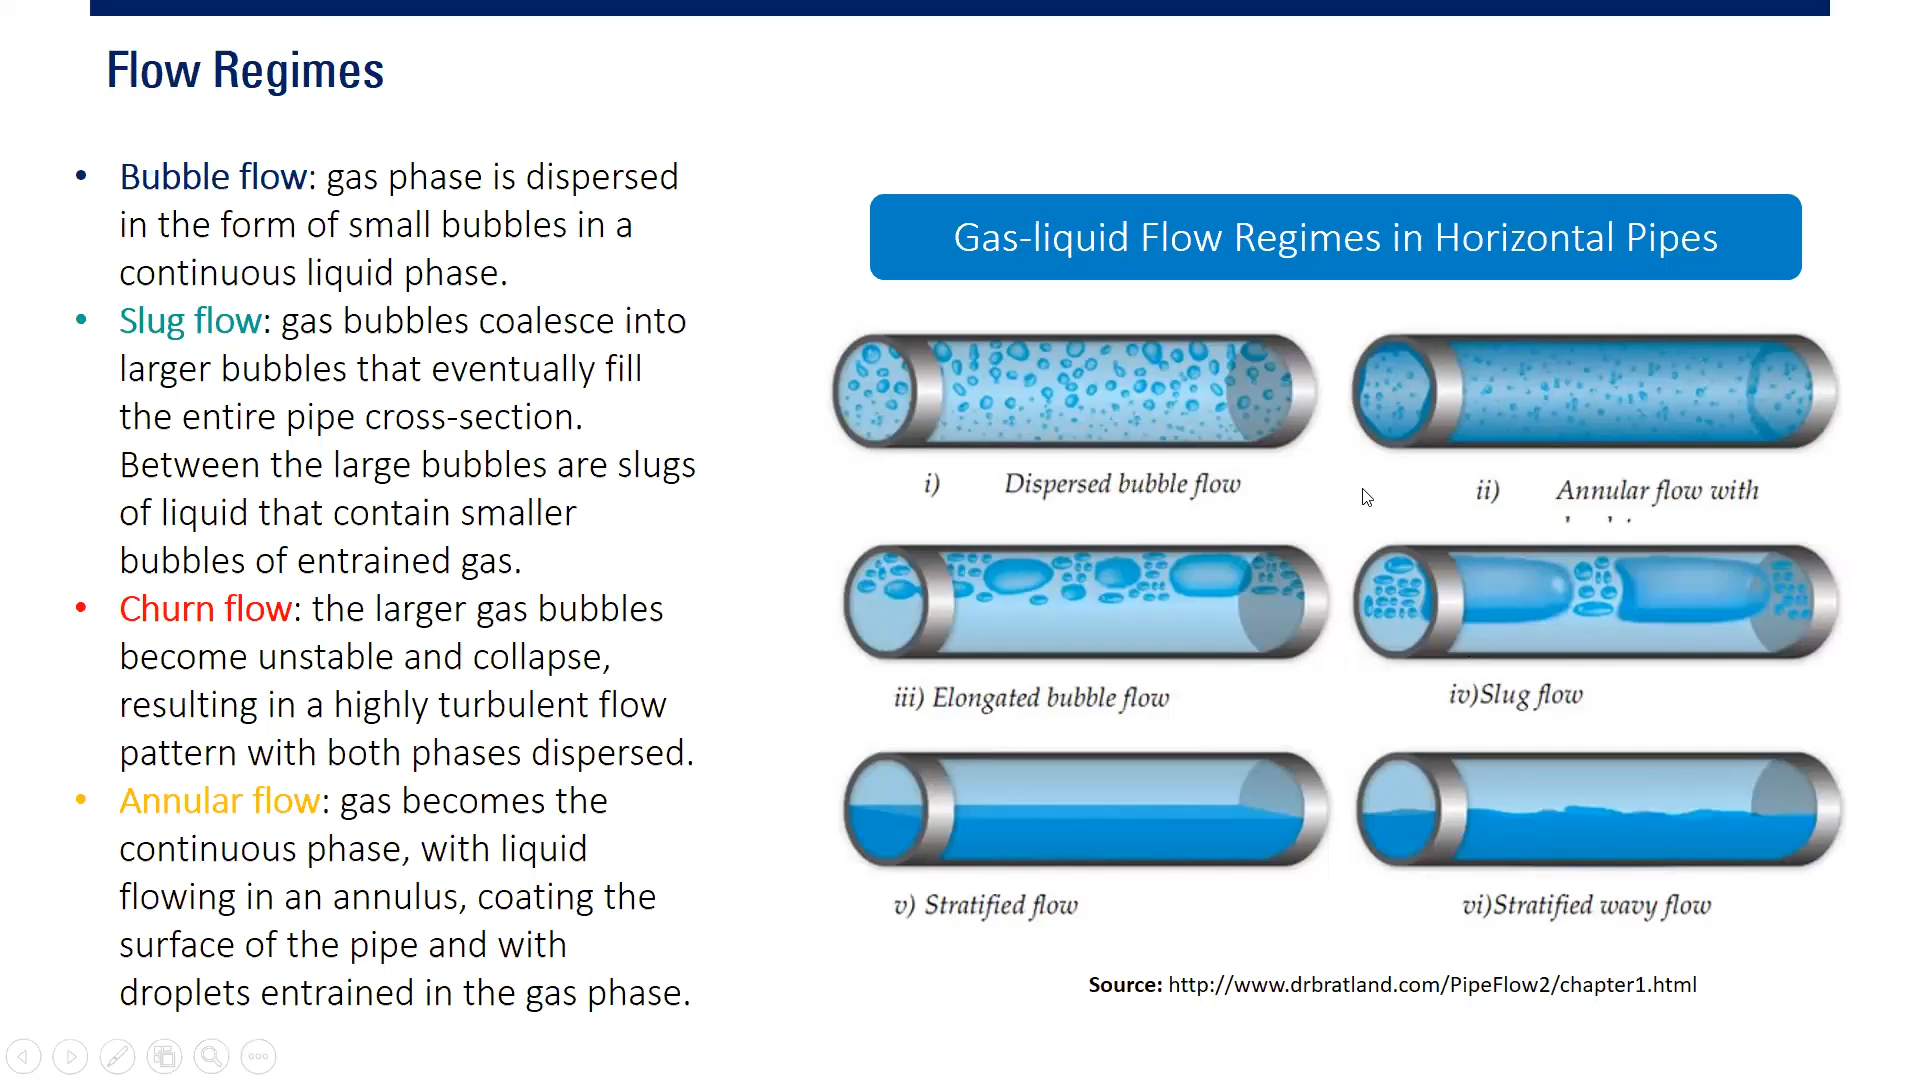 Flow Regimes
• Bubble flow: gas phase is dispersed
in the form of small bubbles in a
continuous liquid phase.
• Slug flow: gas bubbles coalesce into
larger bubbles that eventually fill
the entire pipe cross-section.
Between the large bubbles are slugs
of liquid that contain smaller
bubbles of entrained gas.
• Churn flow: the larger gas bubbles
become unstable and collapse,
resulting in a highly turbulent flow
pattern with both phases dispersed.
• Annular flow: gas becomes the
continuous phase, with liquid
flowing in an annulus, coating the
surface of the pipe and with
droplets entrained in the gas phase.
Gas-liquid Flow Regimes in Horizontal Pipes
i) Dispersed bubble flow
ii) Annular flow with
iii) Elongated bubble flow
iv)Slug flow
v) Stratified flow
vi)Stratified wavy flow
Source: http://www.drbratland.com/PipeFlow2/chapter1.html